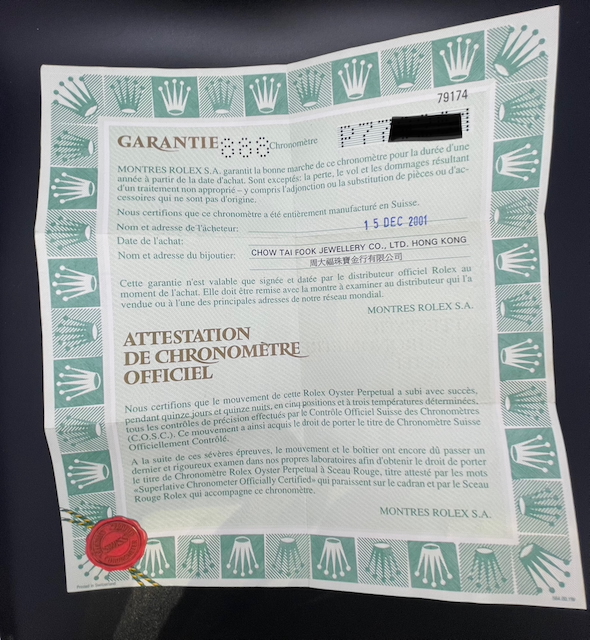 79174
GARANTIE 888 Chronomètre P77
MONTRES ROLEX S.A. garantit la bonne marche de ce chronomètre pour la durée d'une
année à partir de la date d'achat. Sont exceptés: la perte, le vol et les dommages résultant
d'un traitement non approprié – y compris l'adjonction ou la substitution de pièces ou d'ac-
cessoires qui ne sont pas d'origine.
Nous certifions que ce chronomètre a été entièrement manufacturé en Suisse.
Nom et adresse de l'acheteur:
Date de l'achat: 15 DEC 2001
Nom et adresse du bijoutier: CHOW TAI FOOK JEWELLERY CO., LTD. HONG KONG
周大福珠寶金行有限公司
Cette garantie n'est valable que signée et datée par le distributeur officiel Rolex au
moment de l'achat. Elle doit être remise avec la montre à examiner au distributeur qui l'a
vendue ou à l'une des principales adresses de notre réseau mondial.
MONTRES ROLEX S.A.
ATTESTATION
DE CHRONOMÈTRE
OFFICIEL
Nous certifions que le mouvement de cette Rolex Oyster Perpetual a subi avec succès,
pendant quinze jours et quinze nuits, en cinq positions et à trois températures déterminées,
tous les contrôles de précision effectués par le Contrôle Officiel Suisse des Chronomètres
(C.O.S.C.). Ce mouvement a ainsi acquis le droit de porter le titre de Chronomètre Suisse
Officiellement Contrôlé.
A la suite de ces sévères épreuves, le mouvement et le boîtier ont encore dû passer un
dernier et rigoureux examen dans nos propres laboratoires afin d'obtenir le droit de porter
le titre de Chronomètre Rolex Oyster Perpetual à Sceau Rouge, titre attesté par les mots
«Superlative Chronometer Officially Certified» qui paraissent sur le cadran et par le Sceau
Rouge Rolex qui accompagne ce chronomètre.
MONTRES ROLEX S.A.
Printed in Switzerland